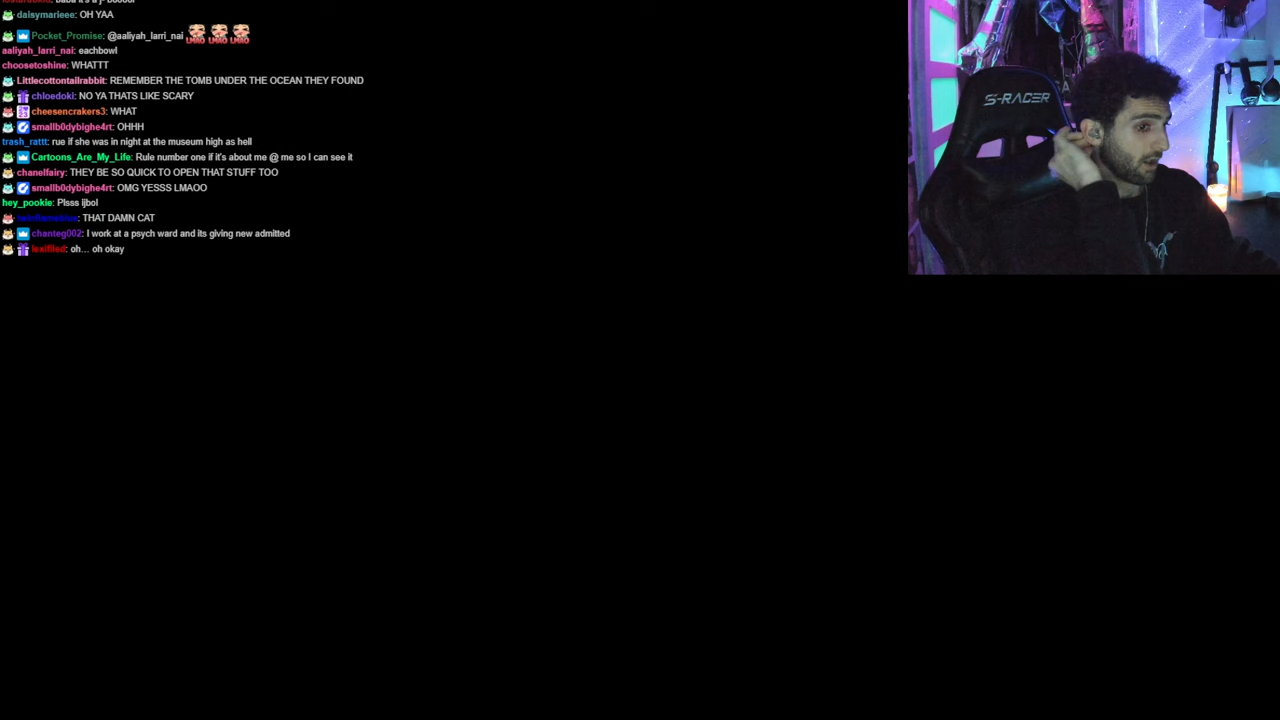 daisymarieee: OH YAA
Pocket_Promise: @aaliyah_larri_nai LMAO LMAO LMAO
aaliyah_larri_nai: eachbowl
choosetoshine: WHATTT
Littlecottontailrabbit: REMEMBER THE TOMB UNDER THE OCEAN THEY FOUND
chloedoki: NO YA THATS LIKE SCARY
cheesencrakers3: WHAT
smallb0dybighe4rt: OHHH
trash_rattt: rue if she was in night at the museum high as hell
Cartoons_Are_My_Life: Rule number one if it's about me @ me so I can see it
chanelfairy: THEY BE SO QUICK TO OPEN THAT STUFF TOO
smallb0dybighe4rt: OMG YESSS LMAOO
hey_pookie: Plsss ijbol
THAT DAMN CAT
chanteg002: I work at a psych ward and its giving new admitted
oh... oh okay
S-RACER